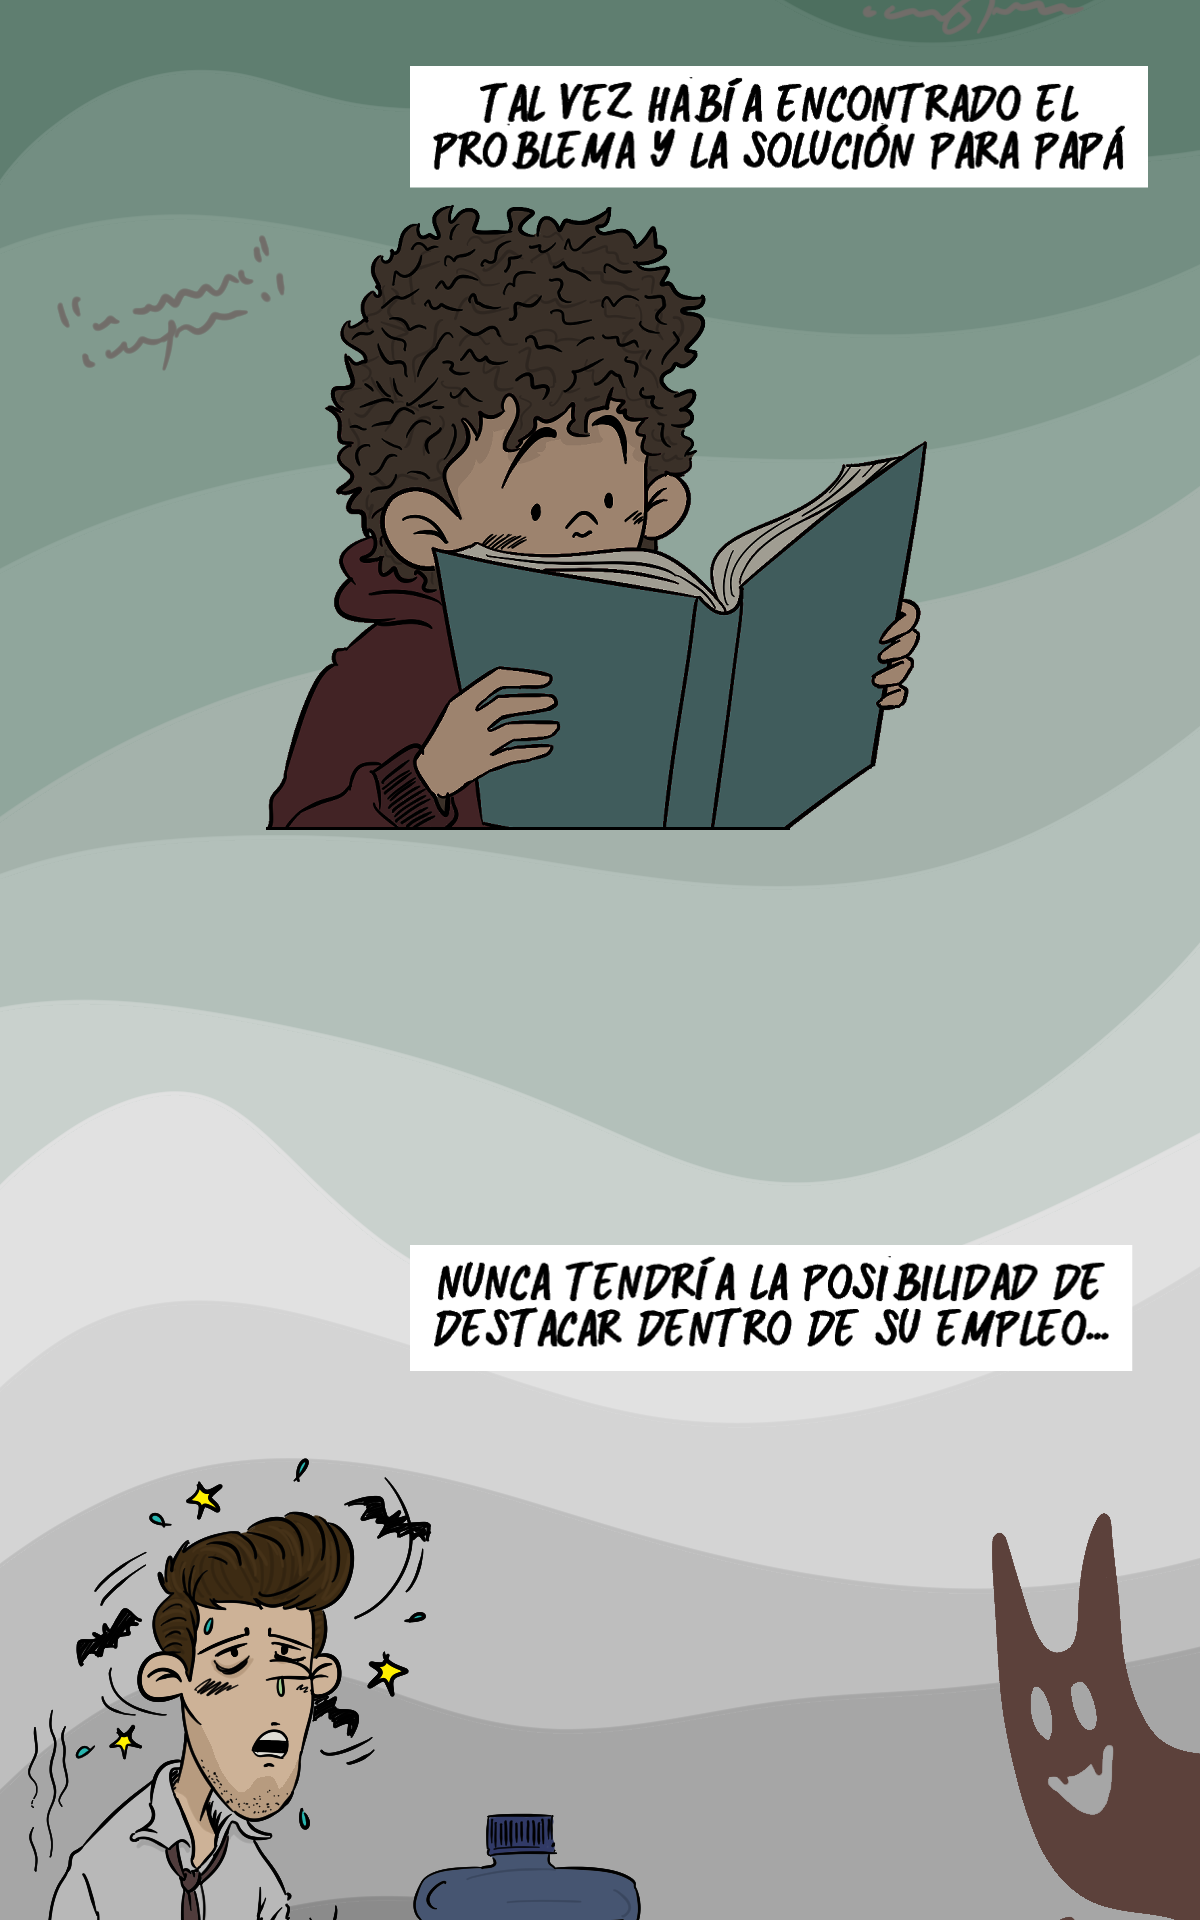 TAL VEZ HABÍA ENCONTRADO EL
PROBLEMA Y LA SOLUCIÓN PARA PAPÁ
NUNCA TENDRÍA LA POSIBILIDAD DE
DESTACAR DENTRO DE SU EMPLEO...